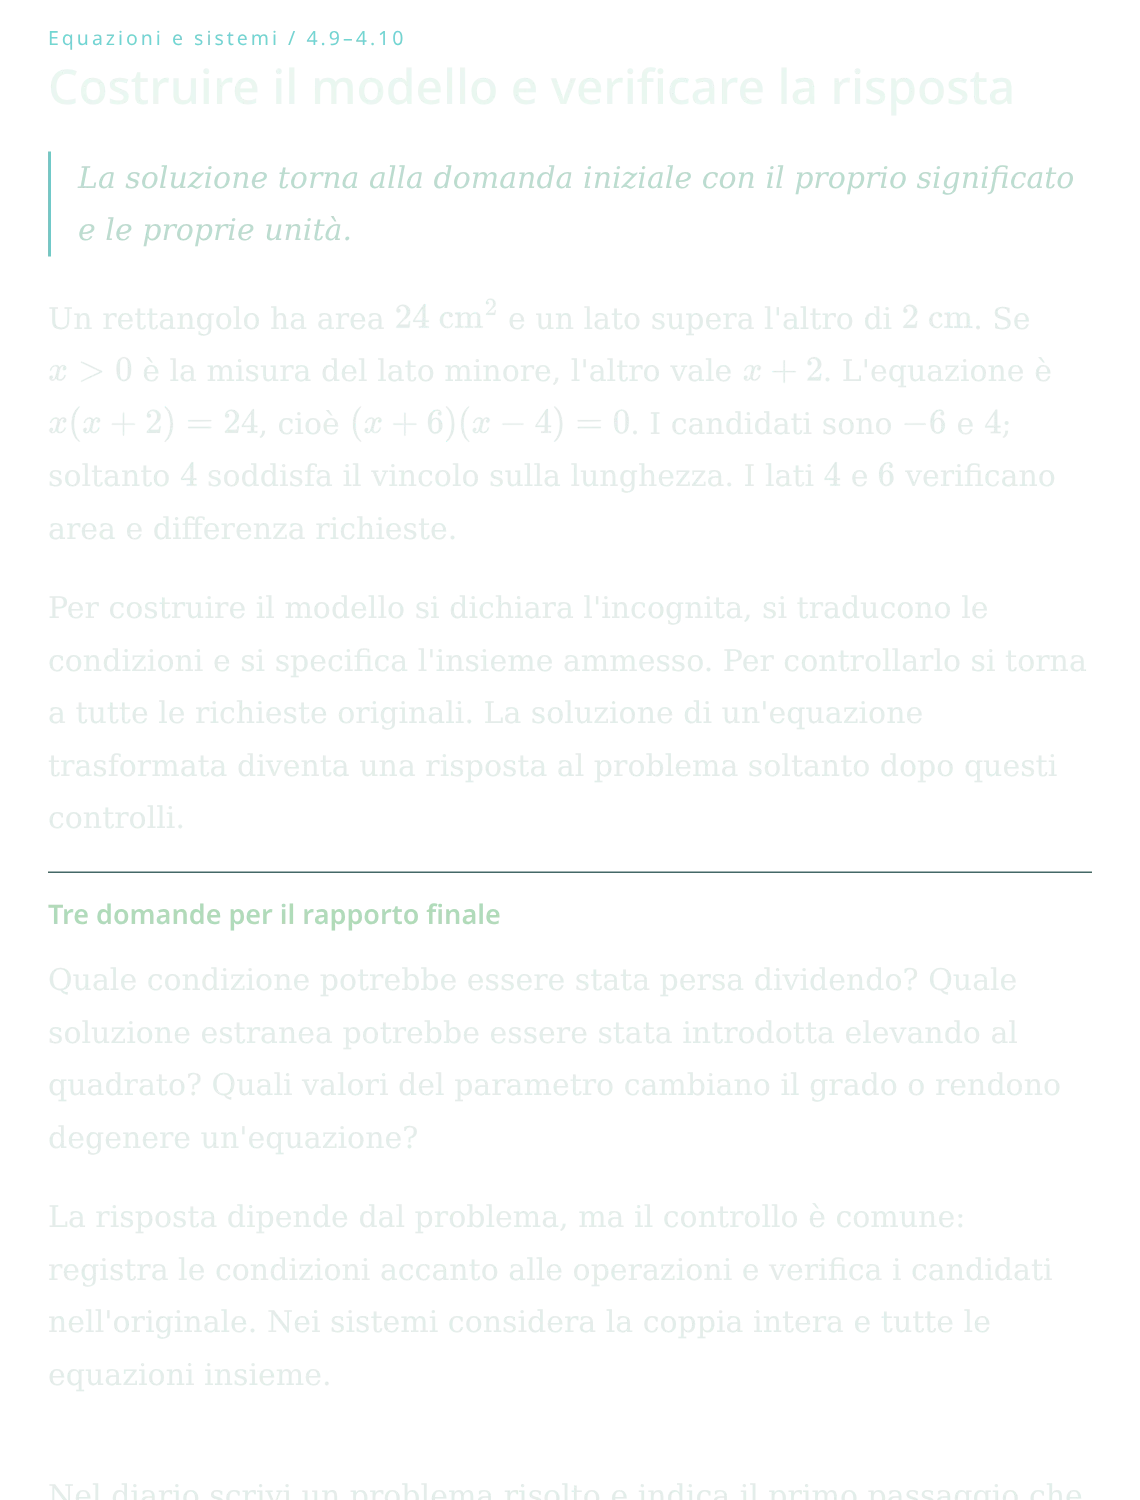 Equazioni e sistemi / 4.9–4.10
Costruire il modello e verificare la risposta
La soluzione torna alla domanda iniziale con il proprio significato
e le proprie unità.
Un rettangolo ha area 24 cm² e un lato supera l'altro di 2 cm. Se
x > 0 è la misura del lato minore, l'altro vale x + 2. L'equazione è
x(x + 2) = 24, cioè (x + 6)(x − 4) = 0. I candidati sono −6 e 4;
soltanto 4 soddisfa il vincolo sulla lunghezza. I lati 4 e 6 verificano
area e differenza richieste.
Per costruire il modello si dichiara l'incognita, si traducono le
condizioni e si specifica l'insieme ammesso. Per controllarlo si torna
a tutte le richieste originali. La soluzione di un'equazione
trasformata diventa una risposta al problema soltanto dopo questi
controlli.
Tre domande per il rapporto finale
Quale condizione potrebbe essere stata persa dividendo? Quale
soluzione estranea potrebbe essere stata introdotta elevando al
quadrato? Quali valori del parametro cambiano il grado o rendono
degenere un'equazione?
La risposta dipende dal problema, ma il controllo è comune:
registra le condizioni accanto alle operazioni e verifica i candidati
nell'originale. Nei sistemi considera la coppia intera e tutte le
equazioni insieme.
Nel diario scrivi un problema risolto e indica il primo passaggio che